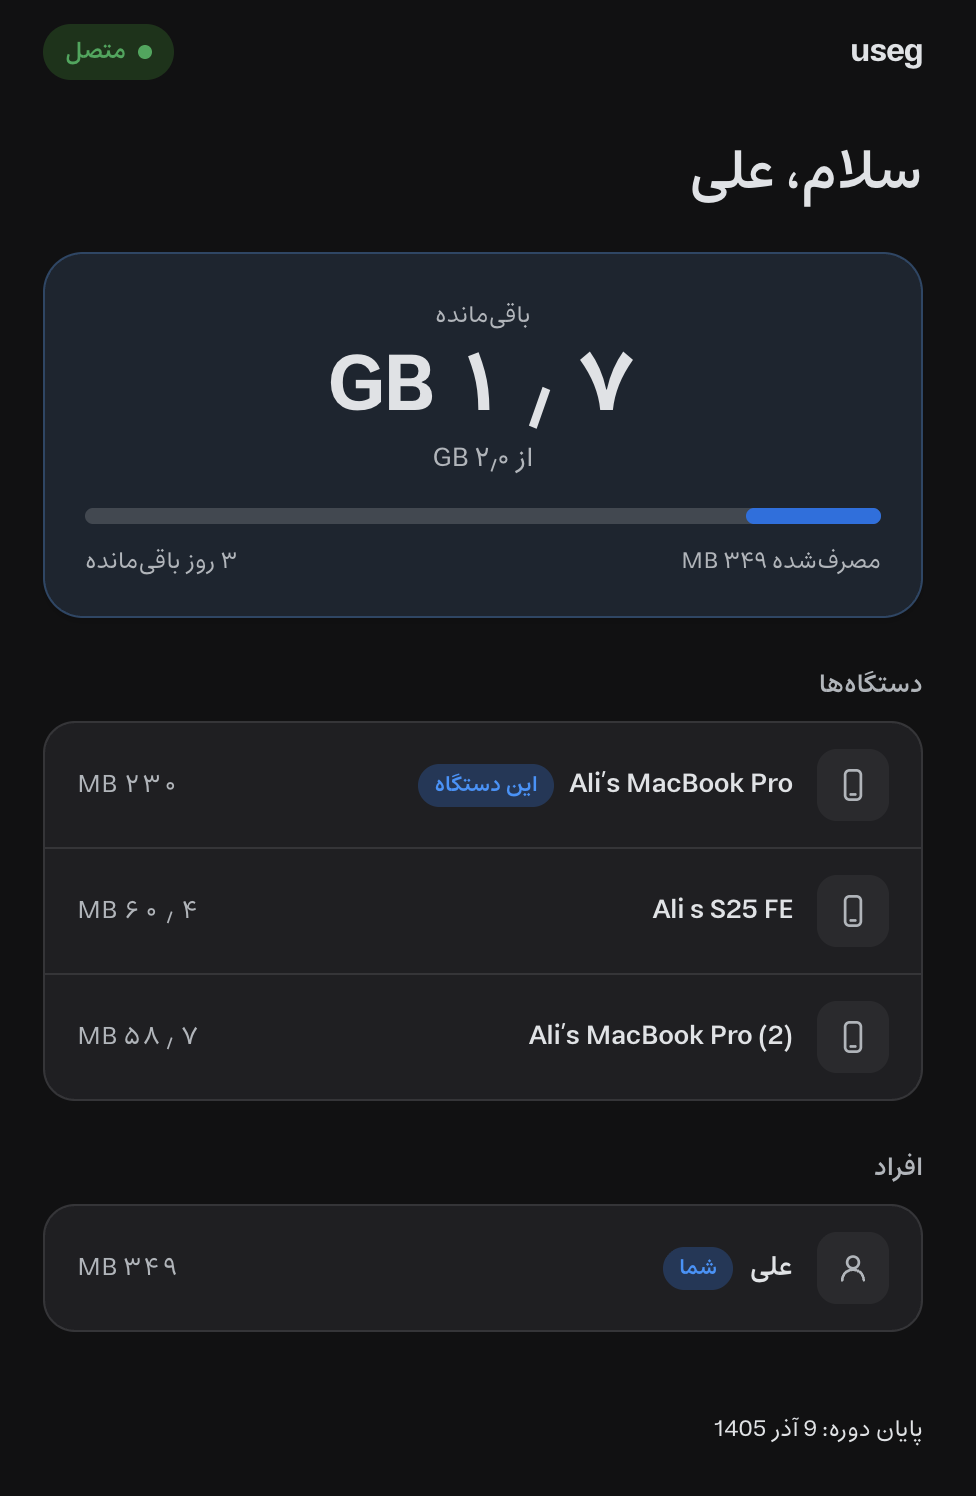 useg
متصل
سلام، علی
باقی‌مانده
۱٫۷ GB
از ۲٫۰ GB
مصرف‌شده ۳۴۹ MB
۳ روز باقی‌مانده
دستگاه‌ها
Ali's MacBook Pro این دستگاه
۲۳۰ MB
Ali s S25 FE
۶۰٫۴ MB
Ali's MacBook Pro (2)
۵۸٫۷ MB
افراد
علی شما
۳۴۹ MB
پایان دوره: 9 آذر 1405